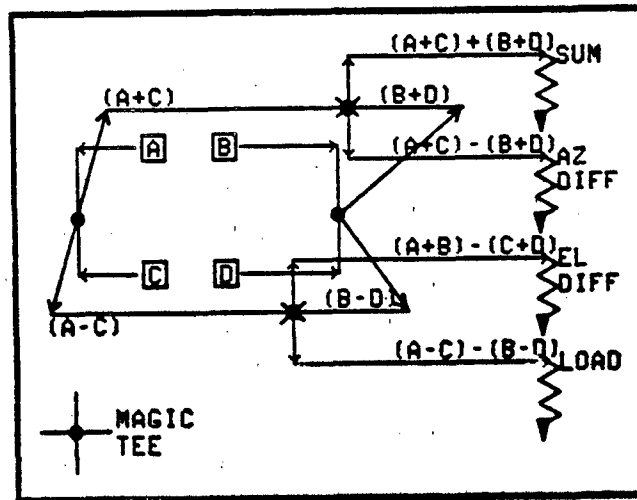 (A+C)+(B+D)
SUM
(A+C)
(B+D)
(A+C)-(B+D)
AZ
DIFF
A
B
C
D
(A+B)-(C+D)
EL
DIFF
(A-C)
(B-D)
(A-C)-(B-D)
LOAD
MAGIC
TEE